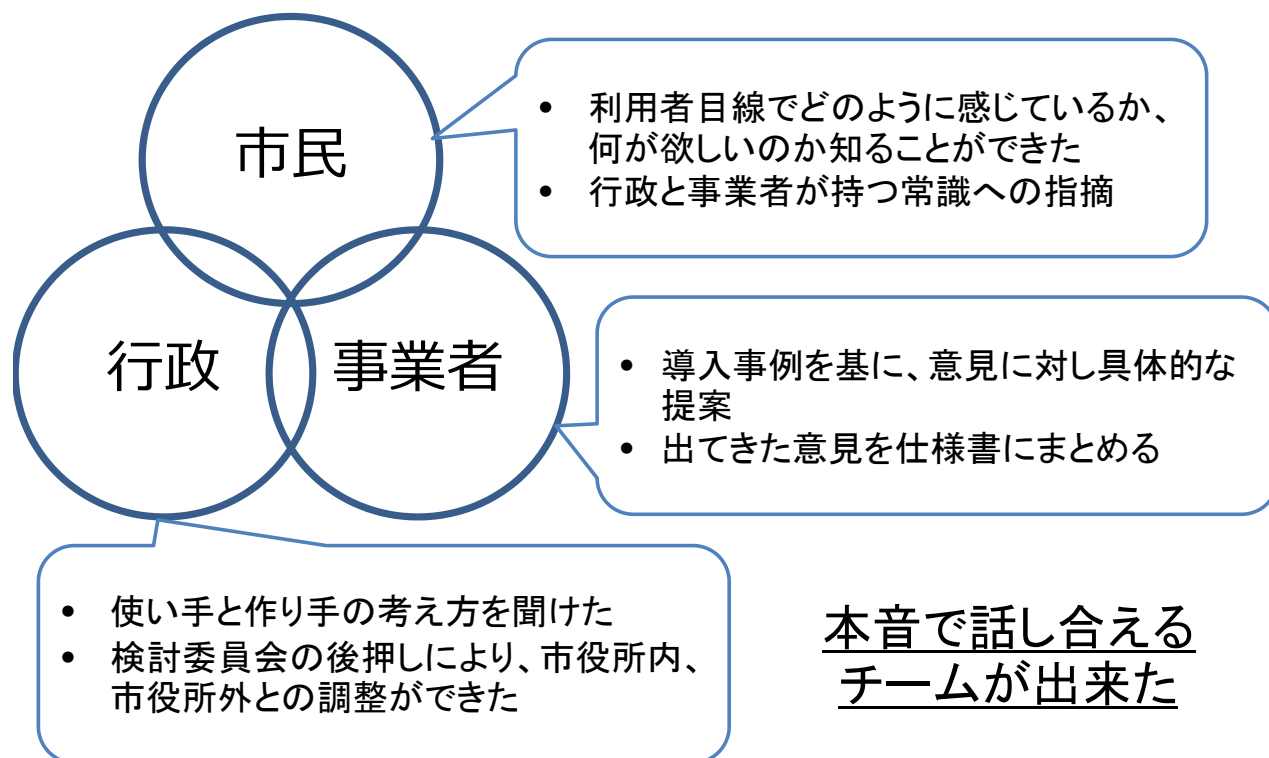 市民
• 利用者目線でどのように感じているか、
何が欲しいのか知ることができた
• 行政と事業者が持つ常識への指摘
行政
事業者
• 導入事例を基に、意見に対し具体的な
提案
• 出てきた意見を仕様書にまとめる
• 使い手と作り手の考え方を聞けた
• 検討委員会の後押しにより、市役所内、
市役所外との調整ができた
本音で話し合える
チームが出来た